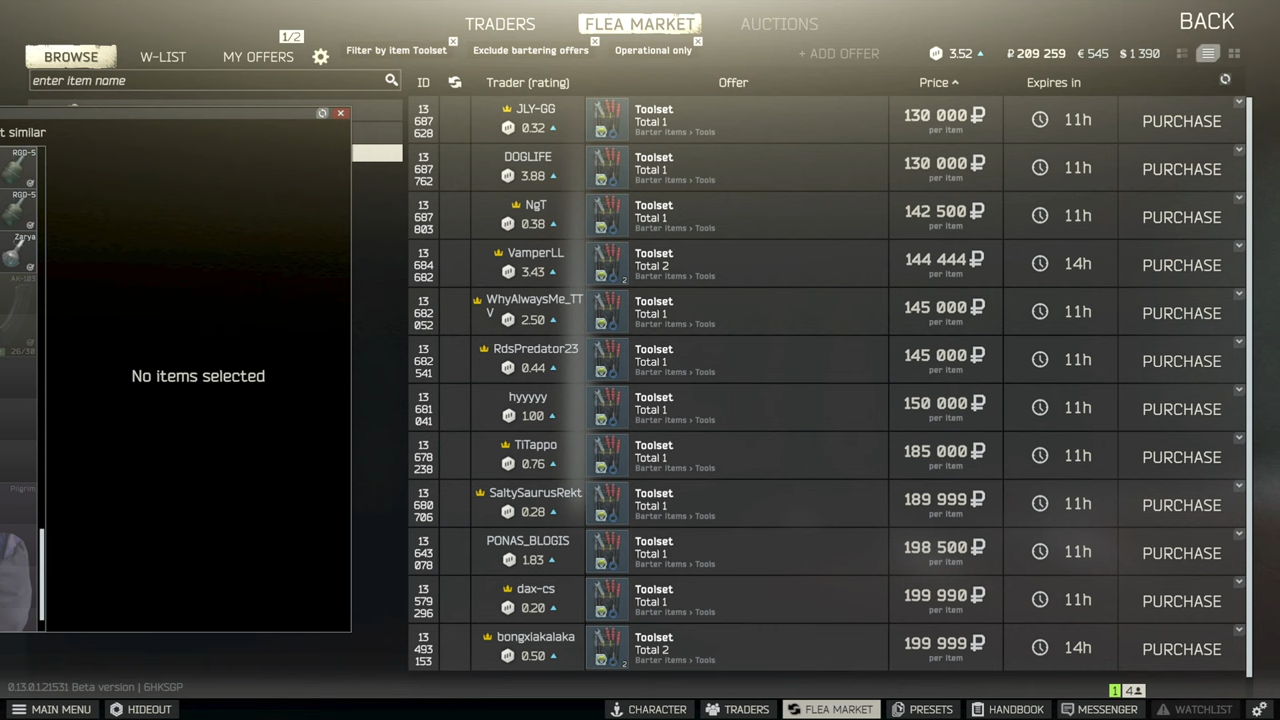 TRADERS
FLEA MARKET
AUCTIONS
BACK
BROWSE
W-LIST
1/2
MY OFFERS
Filter by item Toolset
Exclude bartering offers
Operational only
+ ADD OFFER
3.52
₽ 209 259
€ 545
$ 1 390
enter item name
ID
Trader (rating)
Offer
Price
Expires in
t similar
RGD-5
RGD-5
Zarya
AK-103
26/30
Pilgrim
No items selected
13 687 628
JLY-GG
0.32
Toolset
Total 1
Barter items > Tools
130 000 ₽
per item
11h
PURCHASE
13 687 762
DOGLIFE
3.88
Toolset
Total 1
Barter items > Tools
130 000 ₽
per item
11h
PURCHASE
13 687 803
NgT
0.38
Toolset
Total 1
Barter items > Tools
142 500 ₽
per item
11h
PURCHASE
13 684 682
VamperLL
3.43
2
Toolset
Total 2
Barter items > Tools
144 444 ₽
per item
14h
PURCHASE
13 682 052
WhyAlwaysMe_TT
V
2.50
Toolset
Total 1
Barter items > Tools
145 000 ₽
per item
11h
PURCHASE
13 682 541
RdsPredator23
0.44
Toolset
Total 1
Barter items > Tools
145 000 ₽
per item
11h
PURCHASE
13 681 041
hyyyyy
1.00
Toolset
Total 1
Barter items > Tools
150 000 ₽
per item
11h
PURCHASE
13 678 238
TiTappo
0.76
Toolset
Total 1
Barter items > Tools
185 000 ₽
per item
11h
PURCHASE
13 680 706
SaltySaurusRekt
0.28
Toolset
Total 1
Barter items > Tools
189 999 ₽
per item
11h
PURCHASE
13 643 078
PONAS_BLOGIS
1.83
Toolset
Total 1
Barter items > Tools
198 500 ₽
per item
11h
PURCHASE
13 579 296
dax-cs
0.20
Toolset
Total 1
Barter items > Tools
199 990 ₽
per item
11h
PURCHASE
13 493 153
bongxlakalaka
0.50
2
Toolset
Total 2
Barter items > Tools
199 999 ₽
per item
14h
PURCHASE
0.13.0.1.21531 Beta version | 6HKSGP
1
4
MAIN MENU
HIDEOUT
CHARACTER
TRADERS
FLEA MARKET
PRESETS
HANDBOOK
MESSENGER
WATCHLIST